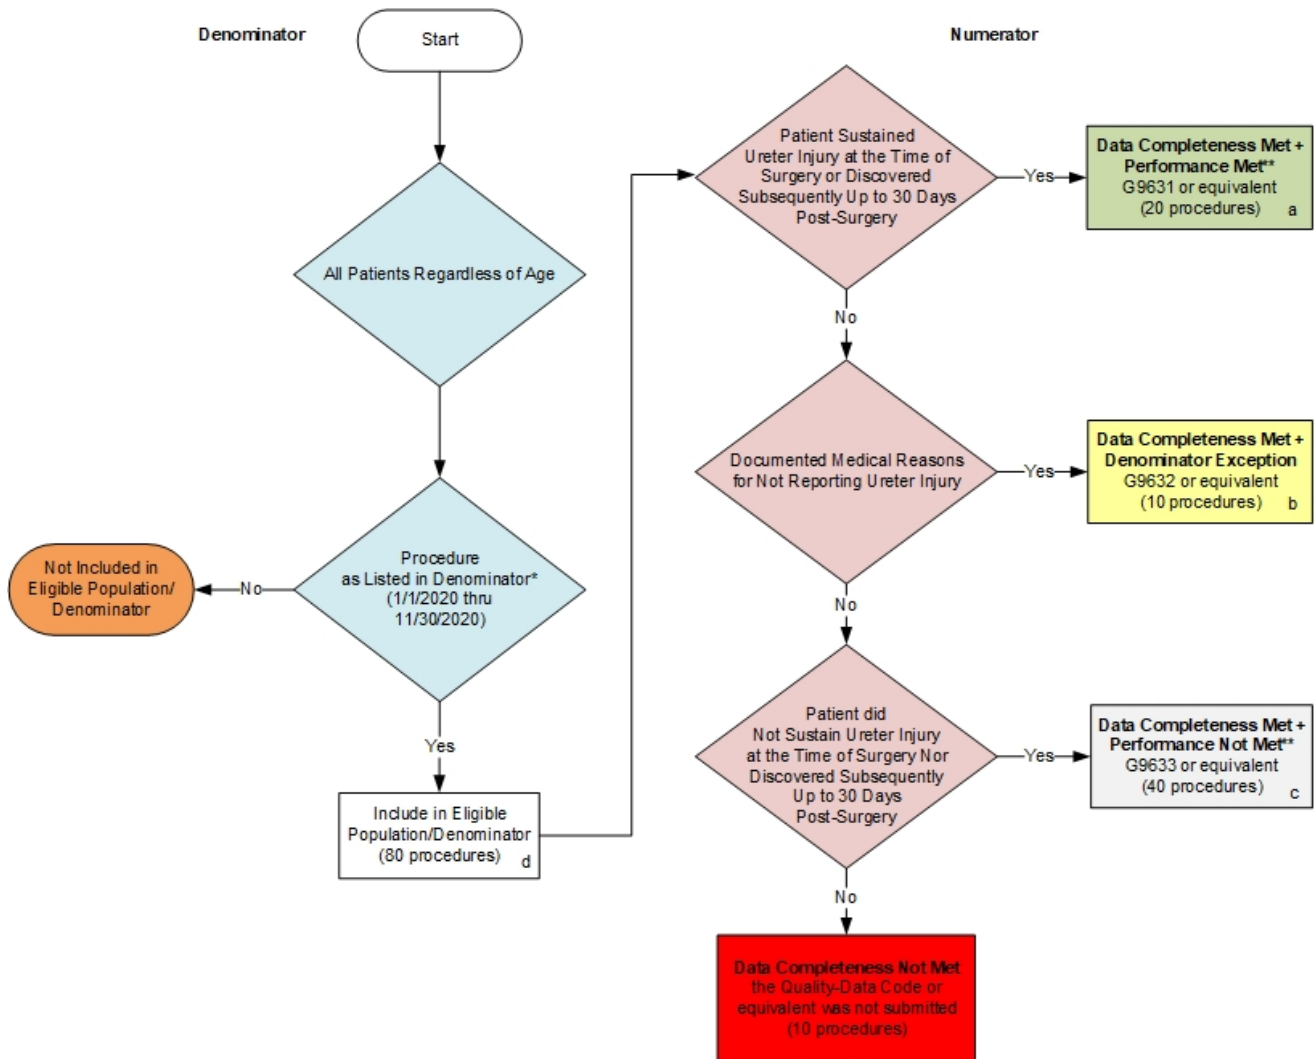 Denominator
Start
All Patients Regardless of Age
Procedure
as Listed in Denominator*
(1/1/2020 thru
11/30/2020)
No
Not Included in
Eligible Population/
Denominator
Yes
Include in Eligible
Population/Denominator
(80 procedures)
d
Numerator
Patient Sustained
Ureter Injury at the Time of
Surgery or Discovered
Subsequently Up to 30 Days
Post-Surgery
Yes
Data Completeness Met +
Performance Met**
G9631 or equivalent
(20 procedures)
a
No
Documented Medical Reasons
for Not Reporting Ureter Injury
Yes
Data Completeness Met +
Denominator Exception
G9632 or equivalent
(10 procedures)
b
No
Patient did
Not Sustain Ureter Injury
at the Time of Surgery Nor
Discovered Subsequently
Up to 30 Days
Post-Surgery
Yes
Data Completeness Met +
Performance Not Met**
G9633 or equivalent
(40 procedures)
c
No
Data Completeness Not Met
the Quality-Data Code or
equivalent was not submitted
(10 procedures)